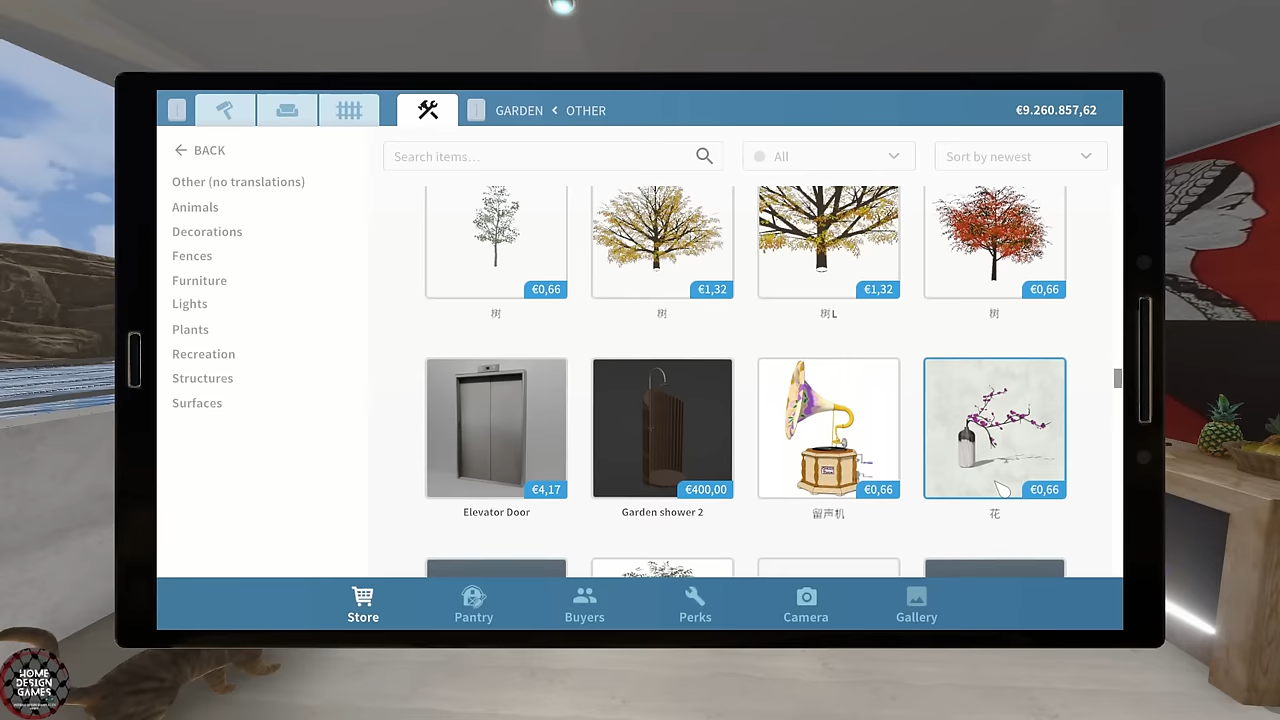 GARDEN < OTHER
€9.260.857,62
BACK
Search items...
All
Sort by newest
Other (no translations)
Animals
Decorations
Fences
Furniture
Lights
Plants
Recreation
Structures
Surfaces
€0,66
€1,32
€1,32
€0,66
树
树
树L
树
€4,17
€400,00
€0,66
€0,66
Elevator Door
Garden shower 2
留声机
花
Store
Pantry
Buyers
Perks
Camera
Gallery
HOME
DESIGN
GAMES